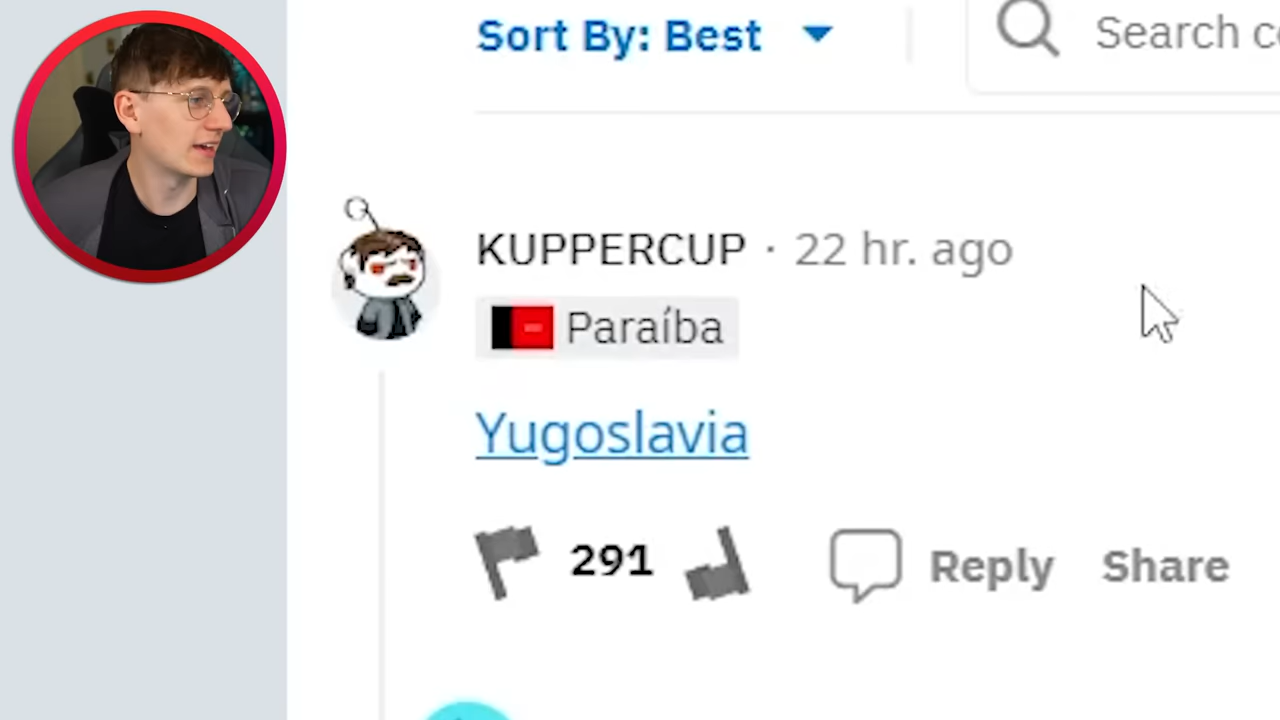 Sort By: Best
Search c
KUPPERCUP · 22 hr. ago
Paraíba
Yugoslavia
291
Reply
Share